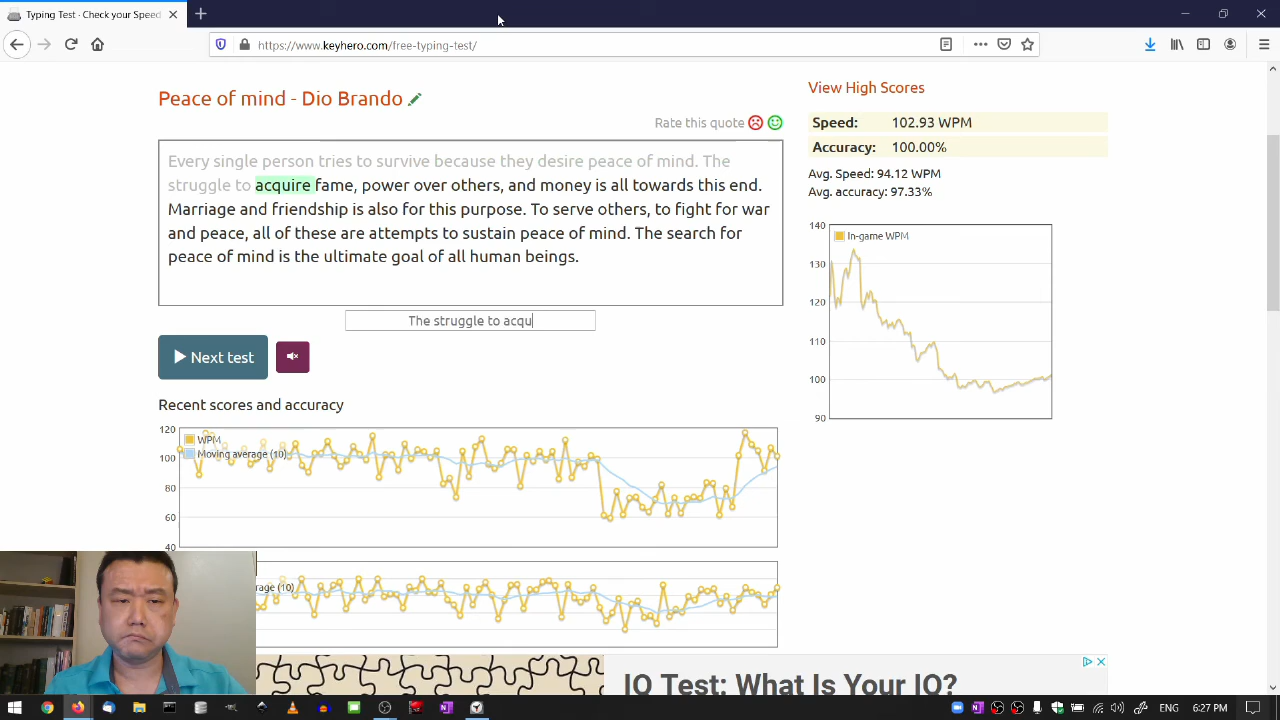 Typing Test - Check your Speed
https://www.keyhero.com/free-typing-test/
Peace of mind - Dio Brando
Rate this quote
Every single person tries to survive because they desire peace of mind. The
struggle to acquire fame, power over others, and money is all towards this end.
Marriage and friendship is also for this purpose. To serve others, to fight for war
and peace, all of these are attempts to sustain peace of mind. The search for
peace of mind is the ultimate goal of all human beings.
The struggle to acqu
Next test
Recent scores and accuracy
120
100
80
60
40
WPM
Moving average (10)
rage (10)
View High Scores
Speed: 102.93 WPM
Accuracy: 100.00%
Avg. Speed: 94.12 WPM
Avg. accuracy: 97.33%
140
130
120
110
100
90
In-game WPM
IQ Test: What Is Your IQ?
ENG
6:27 PM